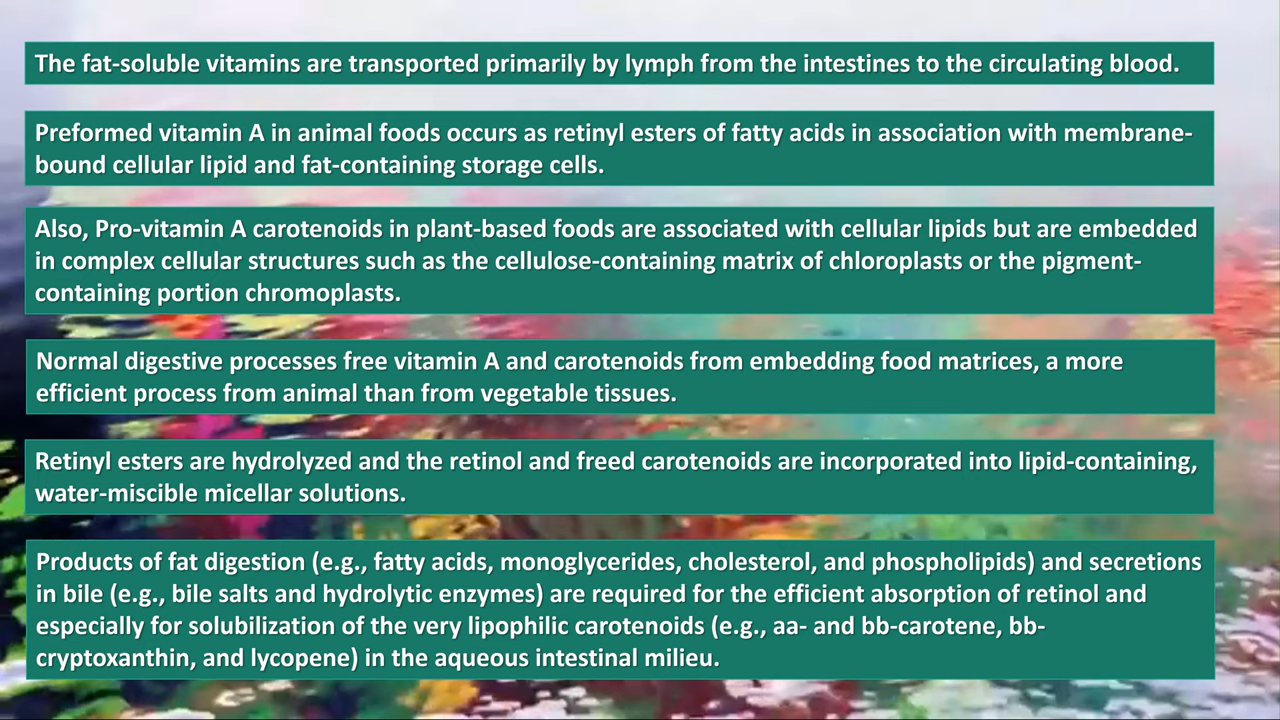 The fat-soluble vitamins are transported primarily by lymph from the intestines to the circulating blood.
Preformed vitamin A in animal foods occurs as retinyl esters of fatty acids in association with membrane-
bound cellular lipid and fat-containing storage cells.
Also, Pro-vitamin A carotenoids in plant-based foods are associated with cellular lipids but are embedded
in complex cellular structures such as the cellulose-containing matrix of chloroplasts or the pigment-
containing portion chromoplasts.
Normal digestive processes free vitamin A and carotenoids from embedding food matrices, a more
efficient process from animal than from vegetable tissues.
Retinyl esters are hydrolyzed and the retinol and freed carotenoids are incorporated into lipid-containing,
water-miscible micellar solutions.
Products of fat digestion (e.g., fatty acids, monoglycerides, cholesterol, and phospholipids) and secretions
in bile (e.g., bile salts and hydrolytic enzymes) are required for the efficient absorption of retinol and
especially for solubilization of the very lipophilic carotenoids (e.g., aa- and bb-carotene, bb-
cryptoxanthin, and lycopene) in the aqueous intestinal milieu.